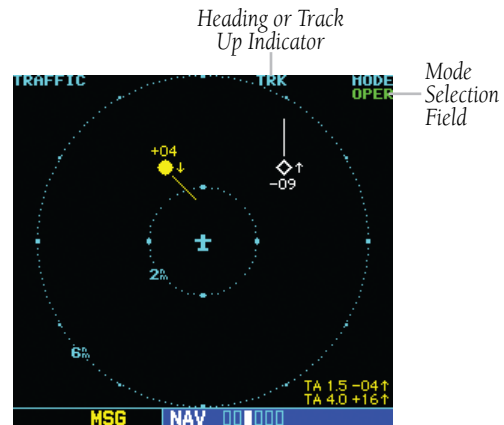 Heading or Track
Up Indicator
Mode
Selection
Field
TRAFFIC
TRK
MODE
OPER
+04 ↓
↑
-09
2nm
6nm
TA 1.5 -04↑
TA 4.0 +16↑
MSG
NAV